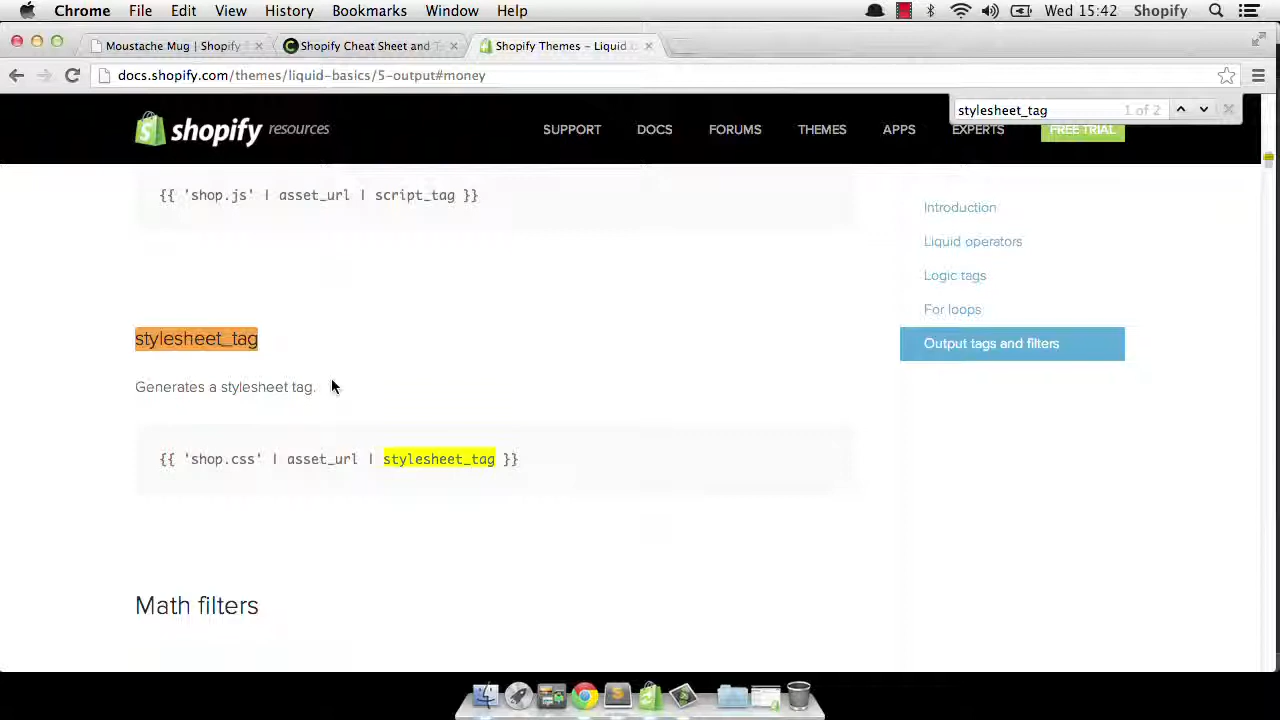 Chrome File Edit View History Bookmarks Window Help Wed 15:42 Shopify
Moustache Mug | Shopify Shopify Cheat Sheet and Shopify Themes – Liquid
docs.shopify.com/themes/liquid-basics/5-output#money
stylesheet_tag 1 of 2
shopify resources SUPPORT DOCS FORUMS THEMES APPS EXPERTS FREE TRIAL
{{ 'shop.js' | asset_url | script_tag }}
stylesheet_tag
Generates a stylesheet tag.
{{ 'shop.css' | asset_url | stylesheet_tag }}
Math filters
Introduction
Liquid operators
Logic tags
For loops
Output tags and filters